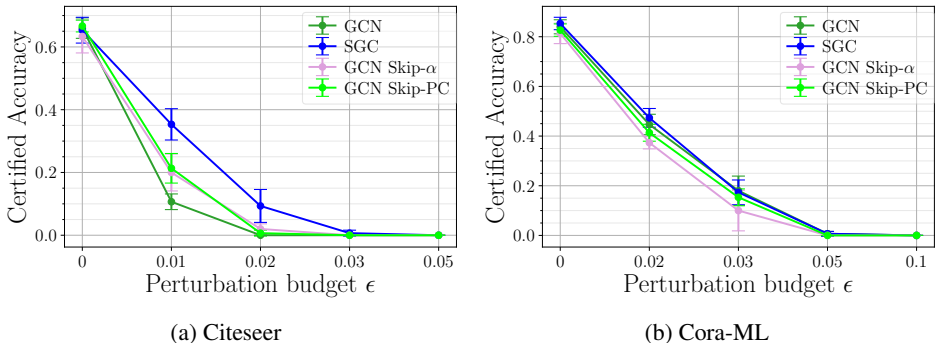 GCN
SGC
GCN Skip-α
GCN Skip-PC
Certified Accuracy
0.6
0.4
0.2
0.0
0
0.01
0.02
0.03
0.05
Perturbation budget ϵ
(a) Citeseer
GCN
SGC
GCN Skip-α
GCN Skip-PC
Certified Accuracy
0.8
0.6
0.4
0.2
0.0
0
0.02
0.03
0.05
0.1
Perturbation budget ϵ
(b) Cora-ML